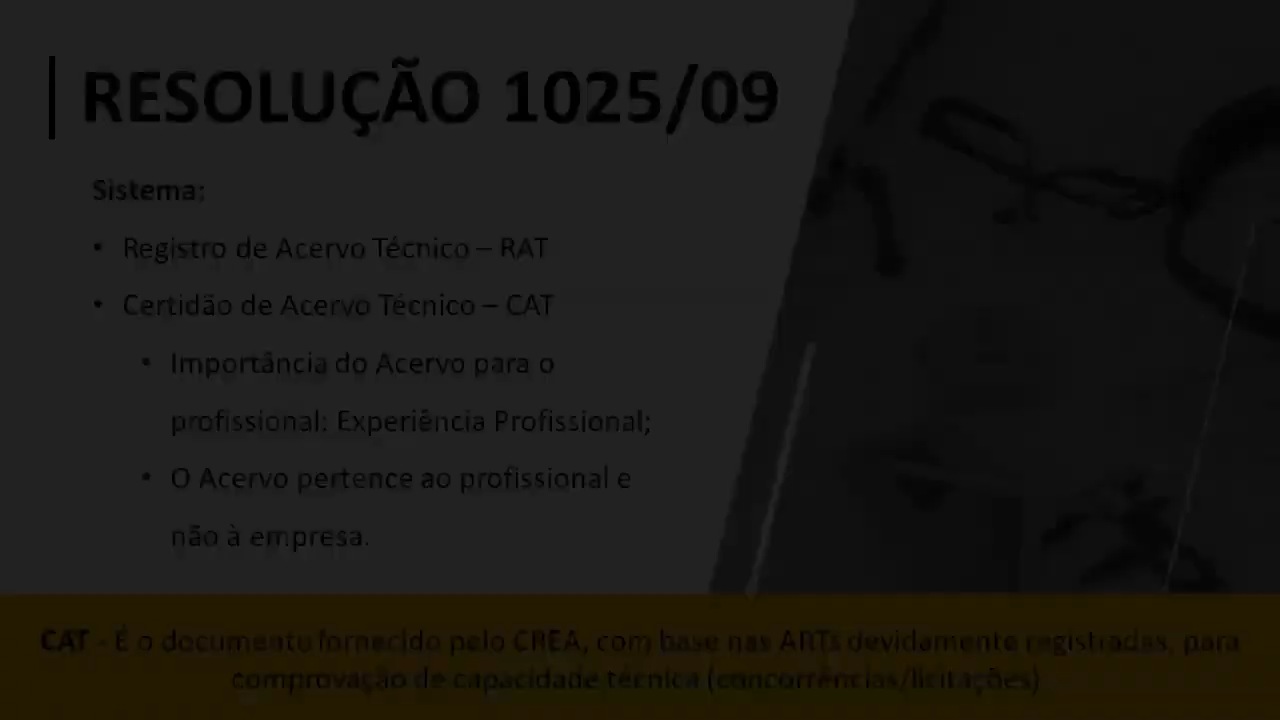 RESOLUÇÃO 1025/09
Sistema:
• Registro de Acervo Técnico – RAT
• Certidão de Acervo Técnico – CAT
• Importância do Acervo para o
profissional: Experiência Profissional;
• O Acervo pertence ao profissional e
não à empresa.
CAT - É o documento fornecido pelo CREA, com base nas ARTs devidamente registradas, para
comprovação de capacidade técnica (concorrências/licitações)